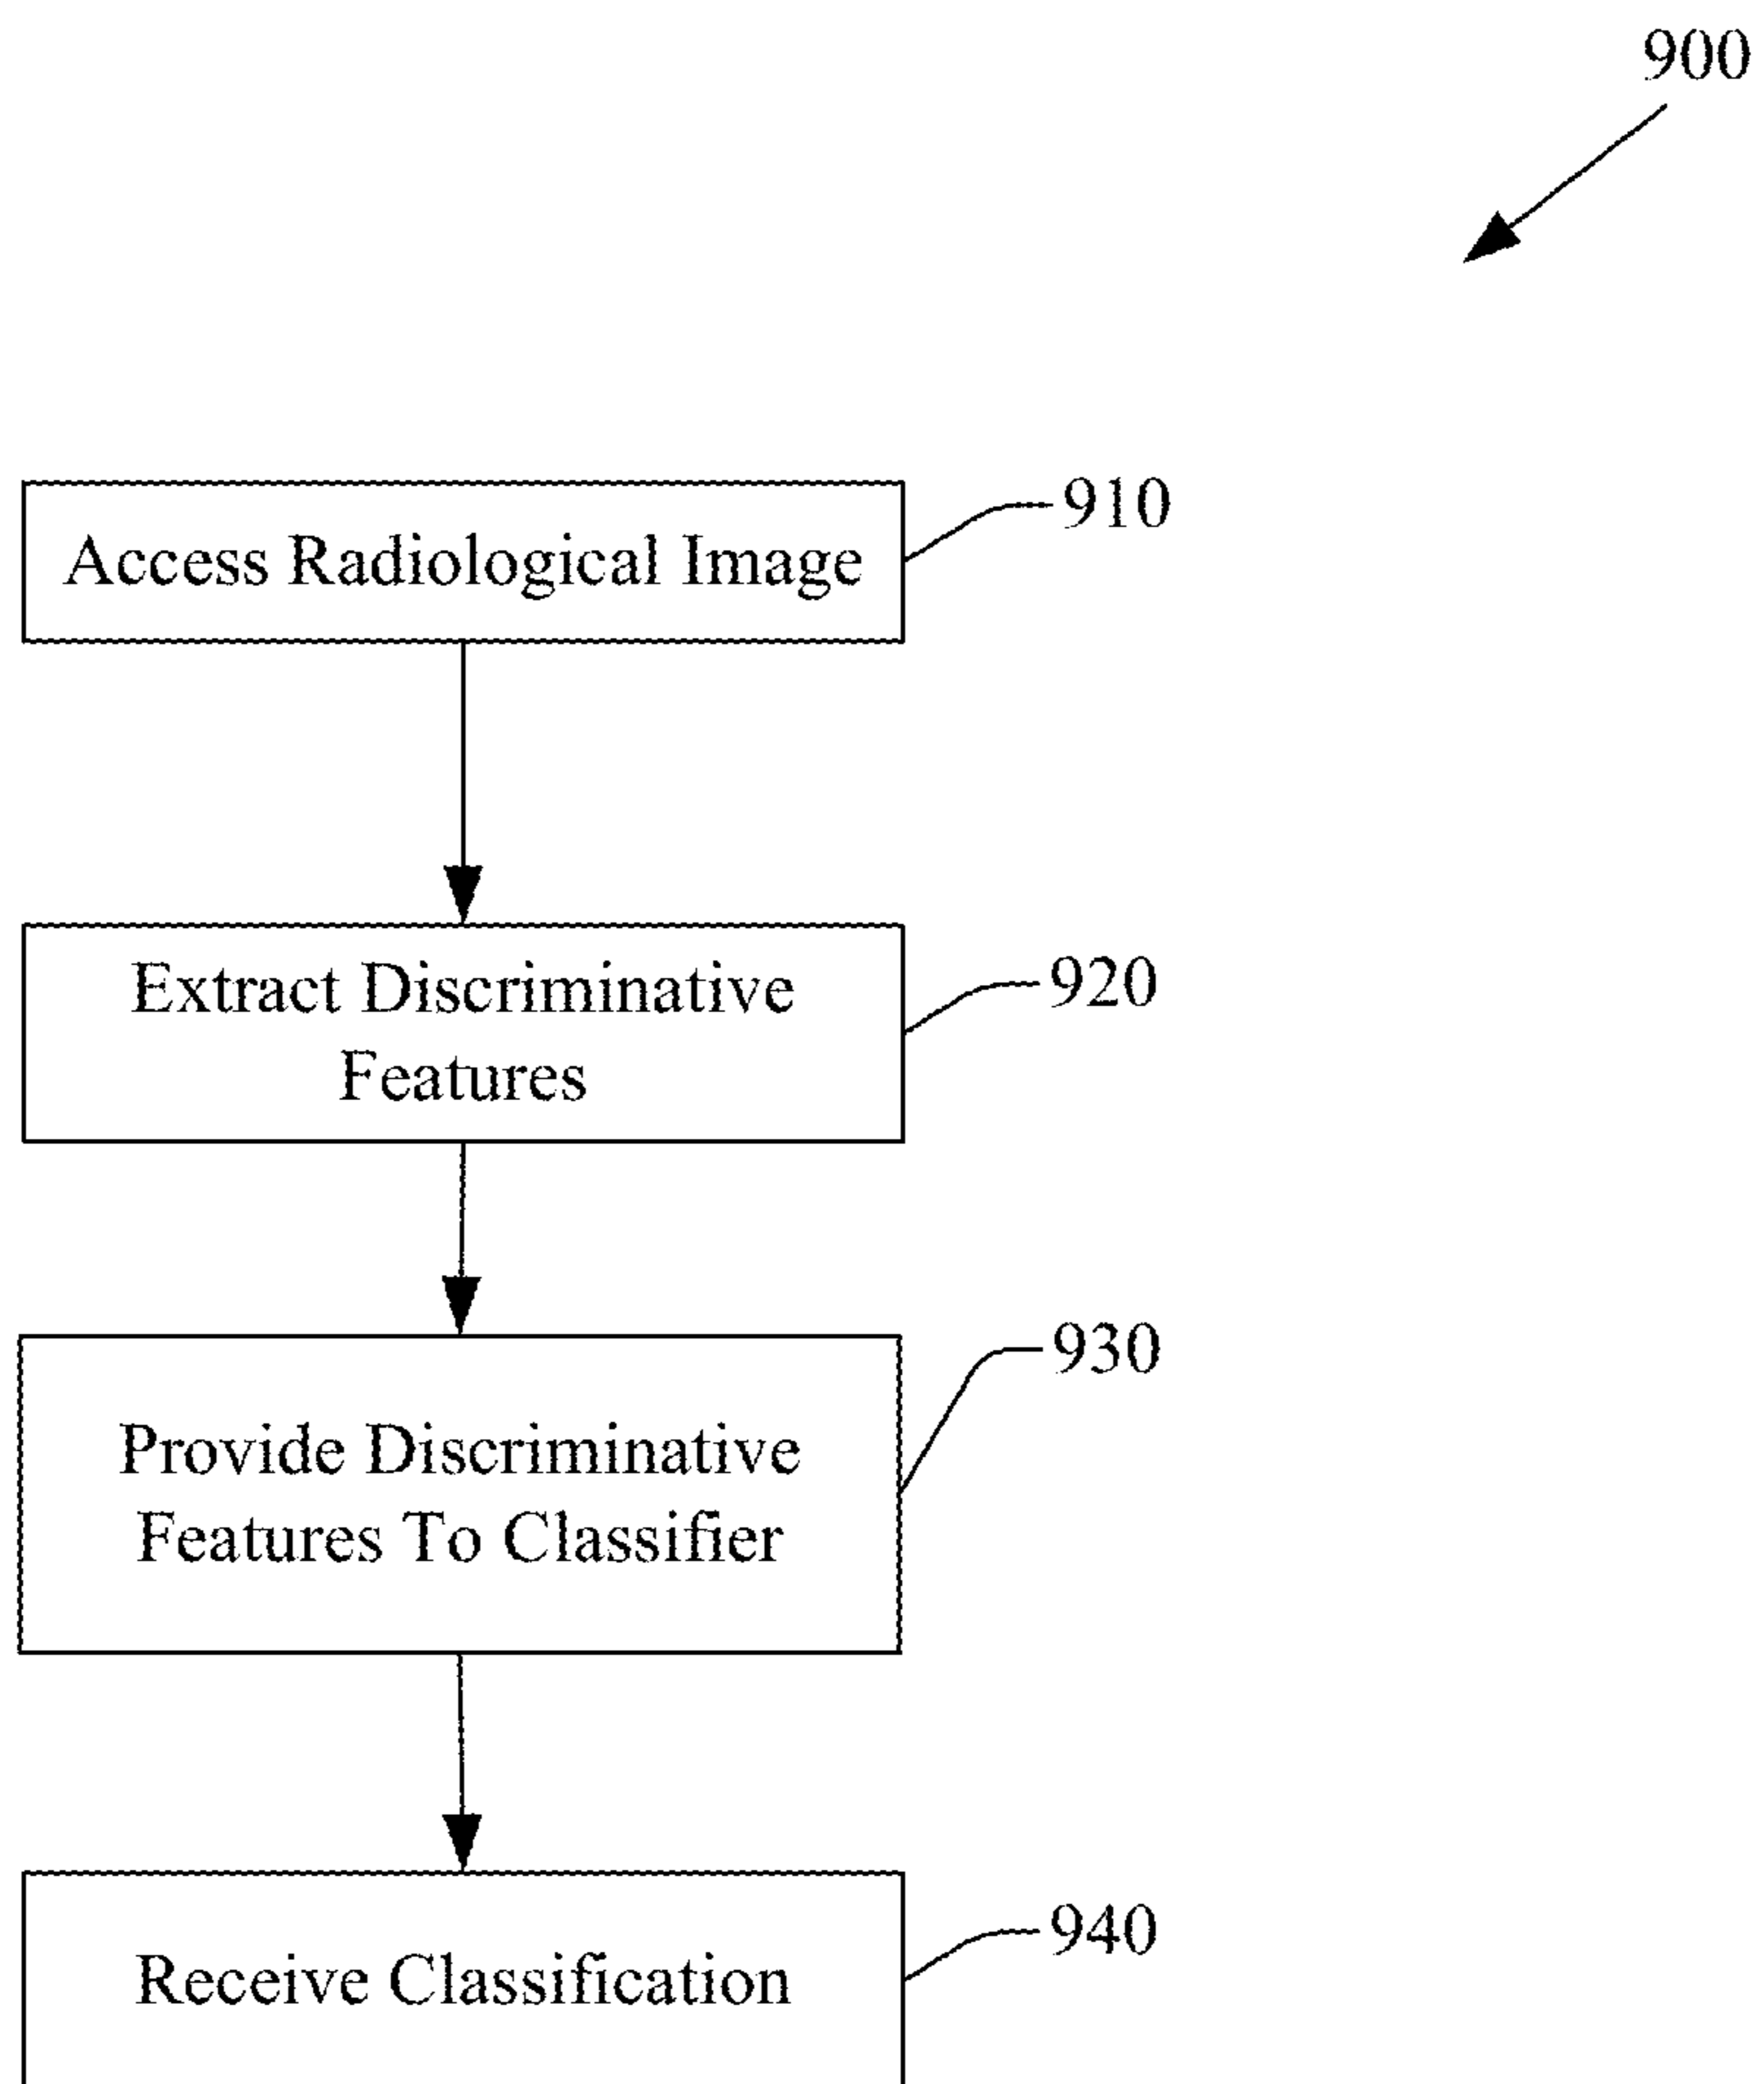 900
Access Radiological Image
910
Extract Discriminative
Features
920
Provide Discriminative
Features To Classifier
930
Receive Classification
940